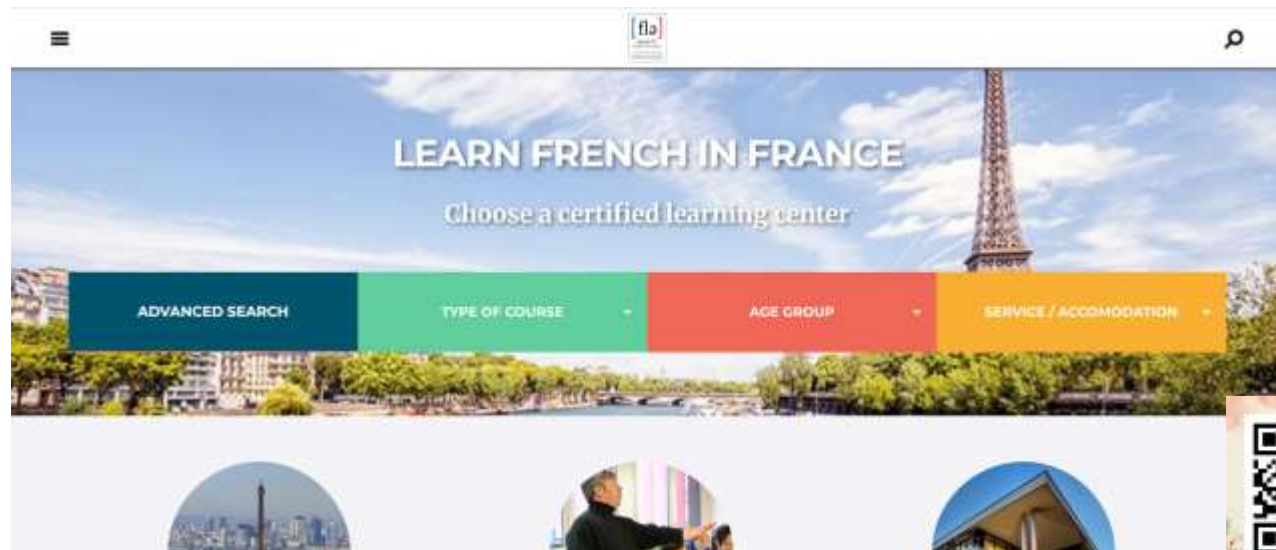 [flə]
LEARN FRENCH IN FRANCE
Choose a certified learning center
ADVANCED SEARCH
TYPE OF COURSE
AGE GROUP
SERVICE / ACCOMODATION